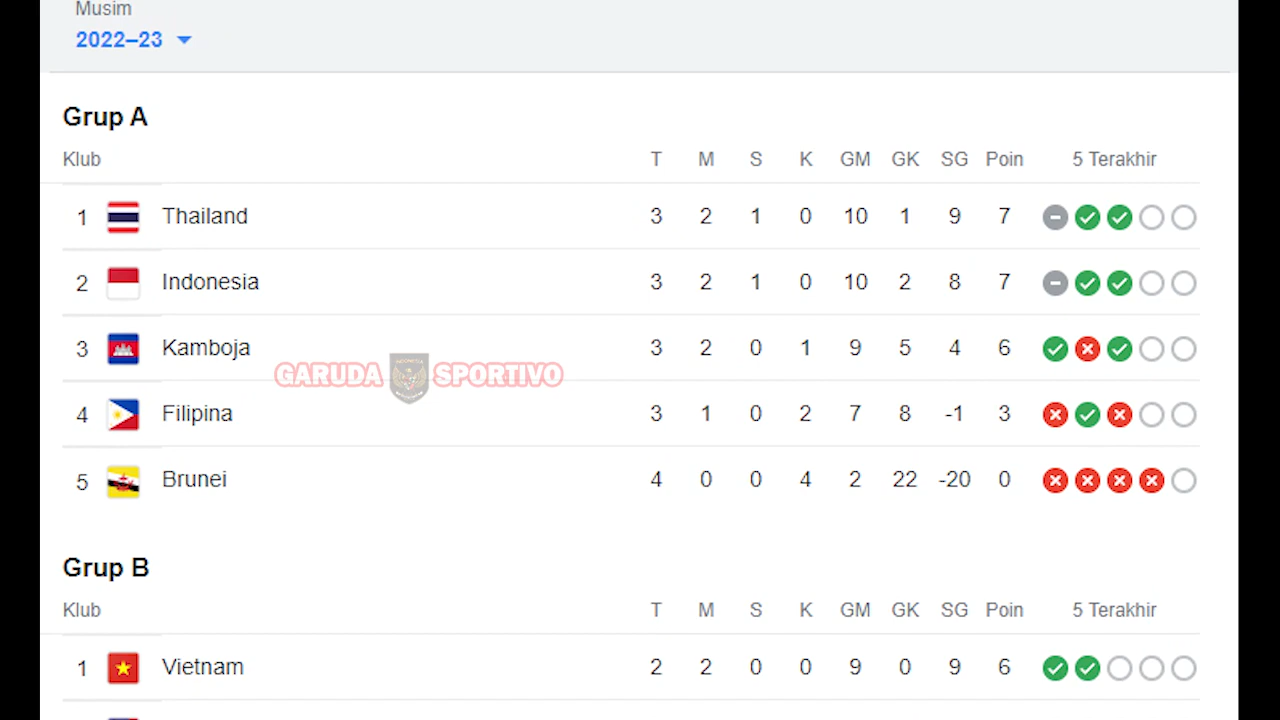 Musim
2022–23
Grup A
Klub T M S K GM GK SG Poin 5 Terakhir
1 Thailand 3 2 1 0 10 1 9 7
2 Indonesia 3 2 1 0 10 2 8 7
3 Kamboja 3 2 0 1 9 5 4 6
GARUDA SPORTIVO
4 Filipina 3 1 0 2 7 8 -1 3
5 Brunei 4 0 0 4 2 22 -20 0
Grup B
Klub T M S K GM GK SG Poin 5 Terakhir
1 Vietnam 2 2 0 0 9 0 9 6